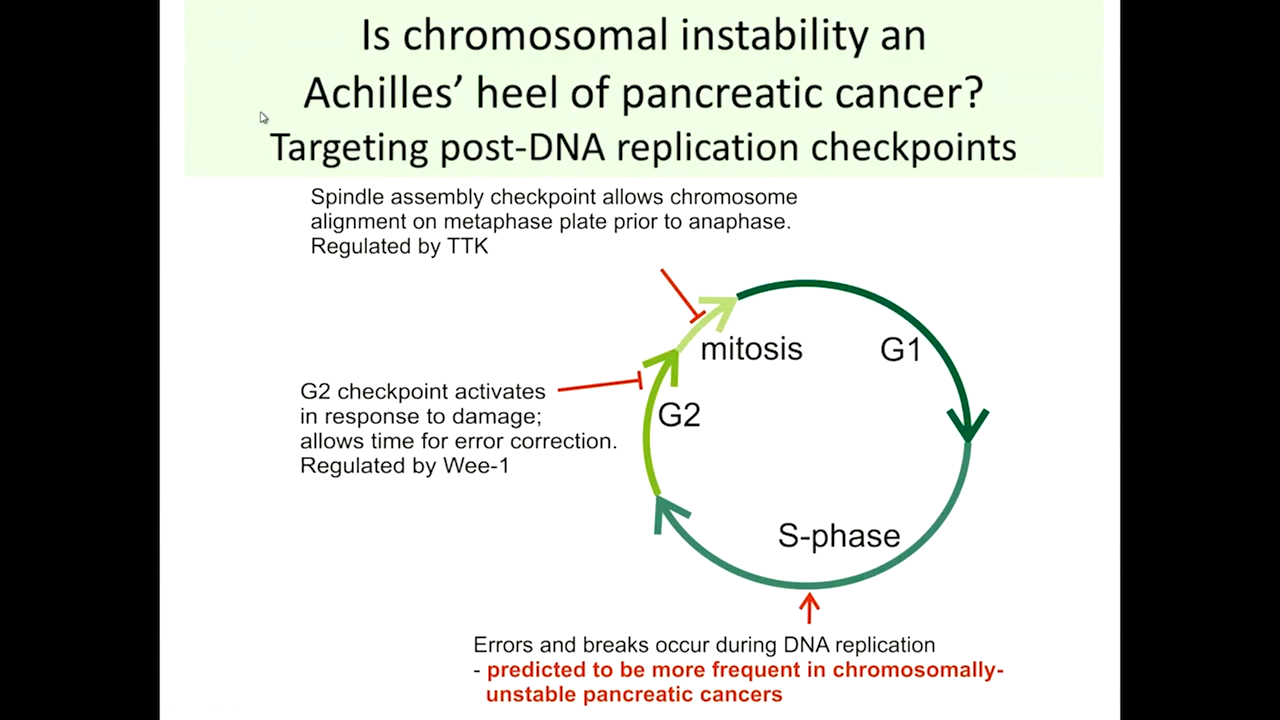 Is chromosomal instability an
Achilles’ heel of pancreatic cancer?
Targeting post-DNA replication checkpoints
Spindle assembly checkpoint allows chromosome
alignment on metaphase plate prior to anaphase.
Regulated by TTK
mitosis
G1
G2 checkpoint activates
in response to damage;
allows time for error correction.
Regulated by Wee-1
G2
S-phase
Errors and breaks occur during DNA replication
- predicted to be more frequent in chromosomally-
unstable pancreatic cancers